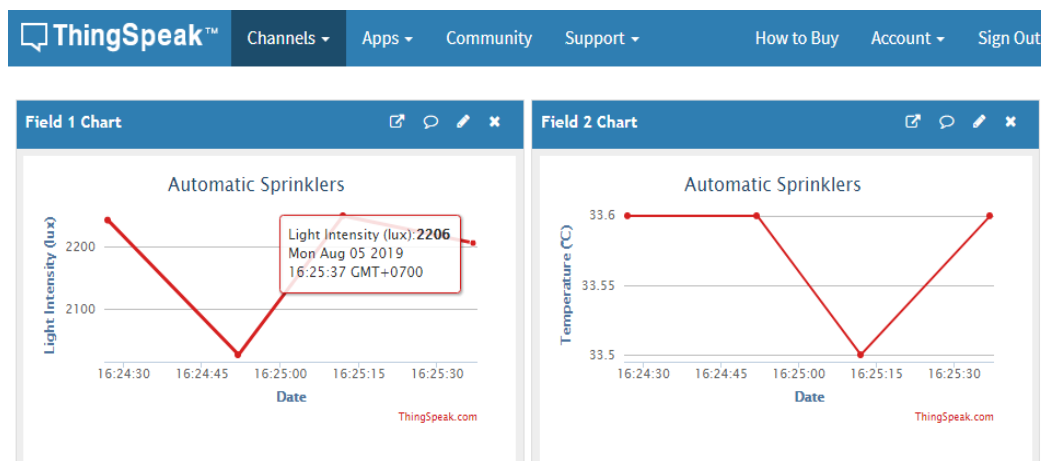 ThingSpeak™ Channels Apps Community Support How to Buy Account Sign Out
Field 1 Chart
Automatic Sprinklers
Light Intensity (lux)
2200
2100
Light Intensity (lux):2206
Mon Aug 05 2019
16:25:37 GMT+0700
16:24:30 16:24:45 16:25:00 16:25:15 16:25:30
Date
ThingSpeak.com
Field 2 Chart
Automatic Sprinklers
Temperature (℃)
33.6
33.55
33.5
16:24:30 16:24:45 16:25:00 16:25:15 16:25:30
Date
ThingSpeak.com